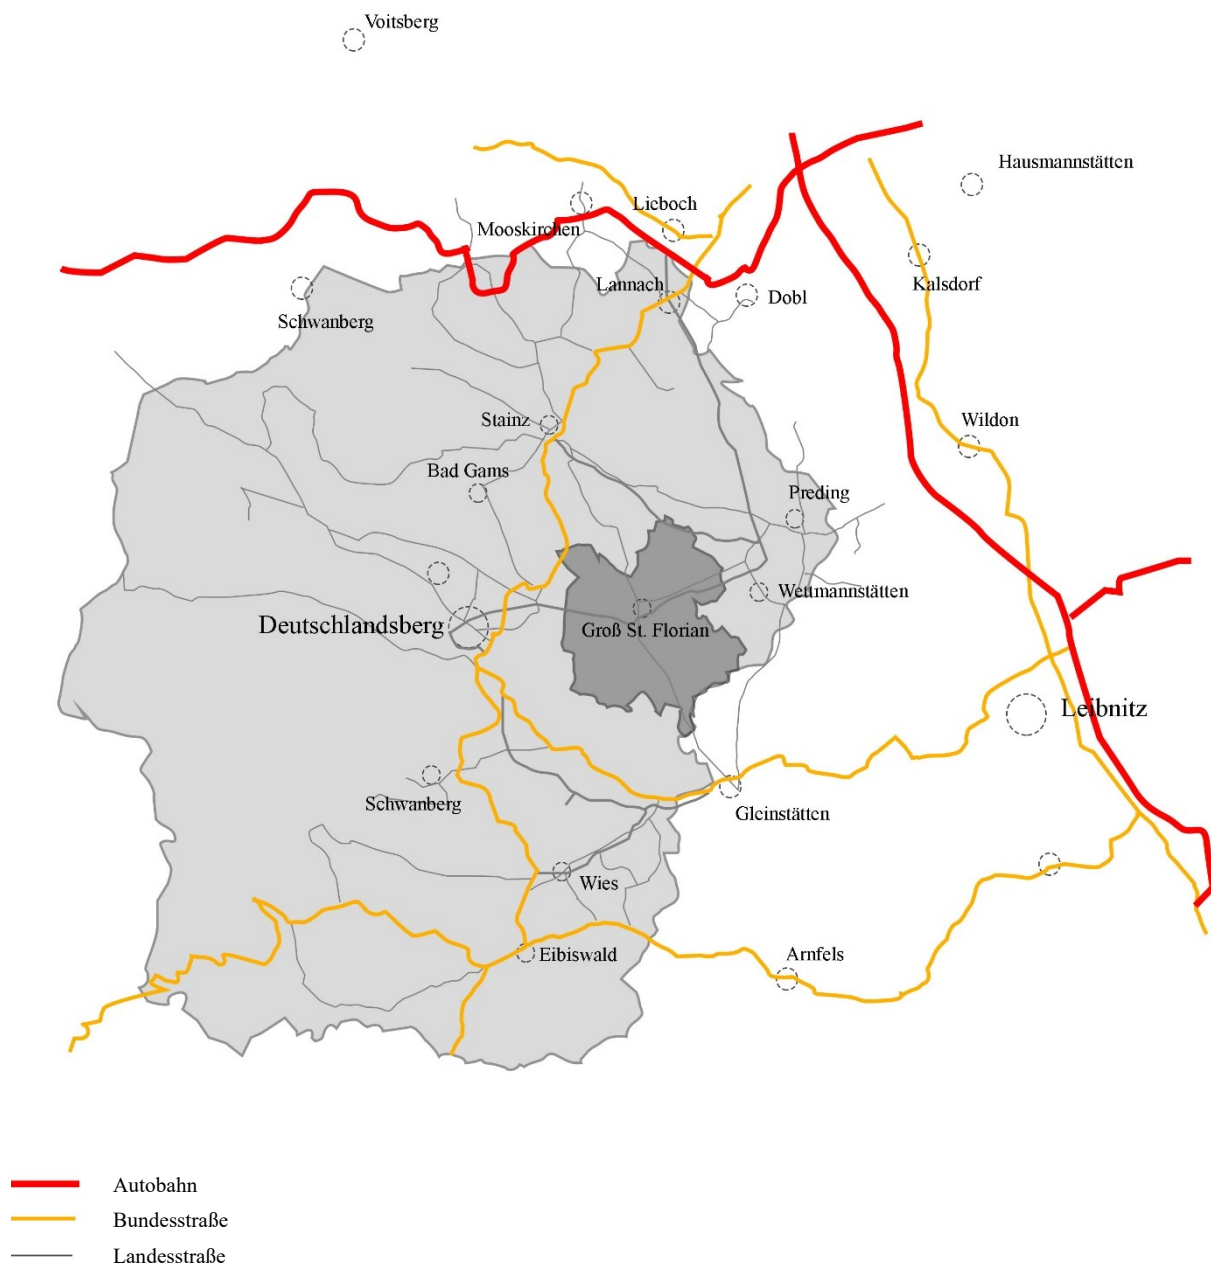 Voitsberg
Hausmannstätten
Lieboch
Mooskirchen
Lannach
Kalsdorf
Dobl
Schwanberg
Stainz
Wildon
Bad Gams
Preding
Wettmannstätten
Deutschlandsberg
Groß St. Florian
Leibnitz
Schwanberg
Gleinstätten
Wies
Eibiswald
Arnfels
Autobahn
Bundesstraße
Landesstraße